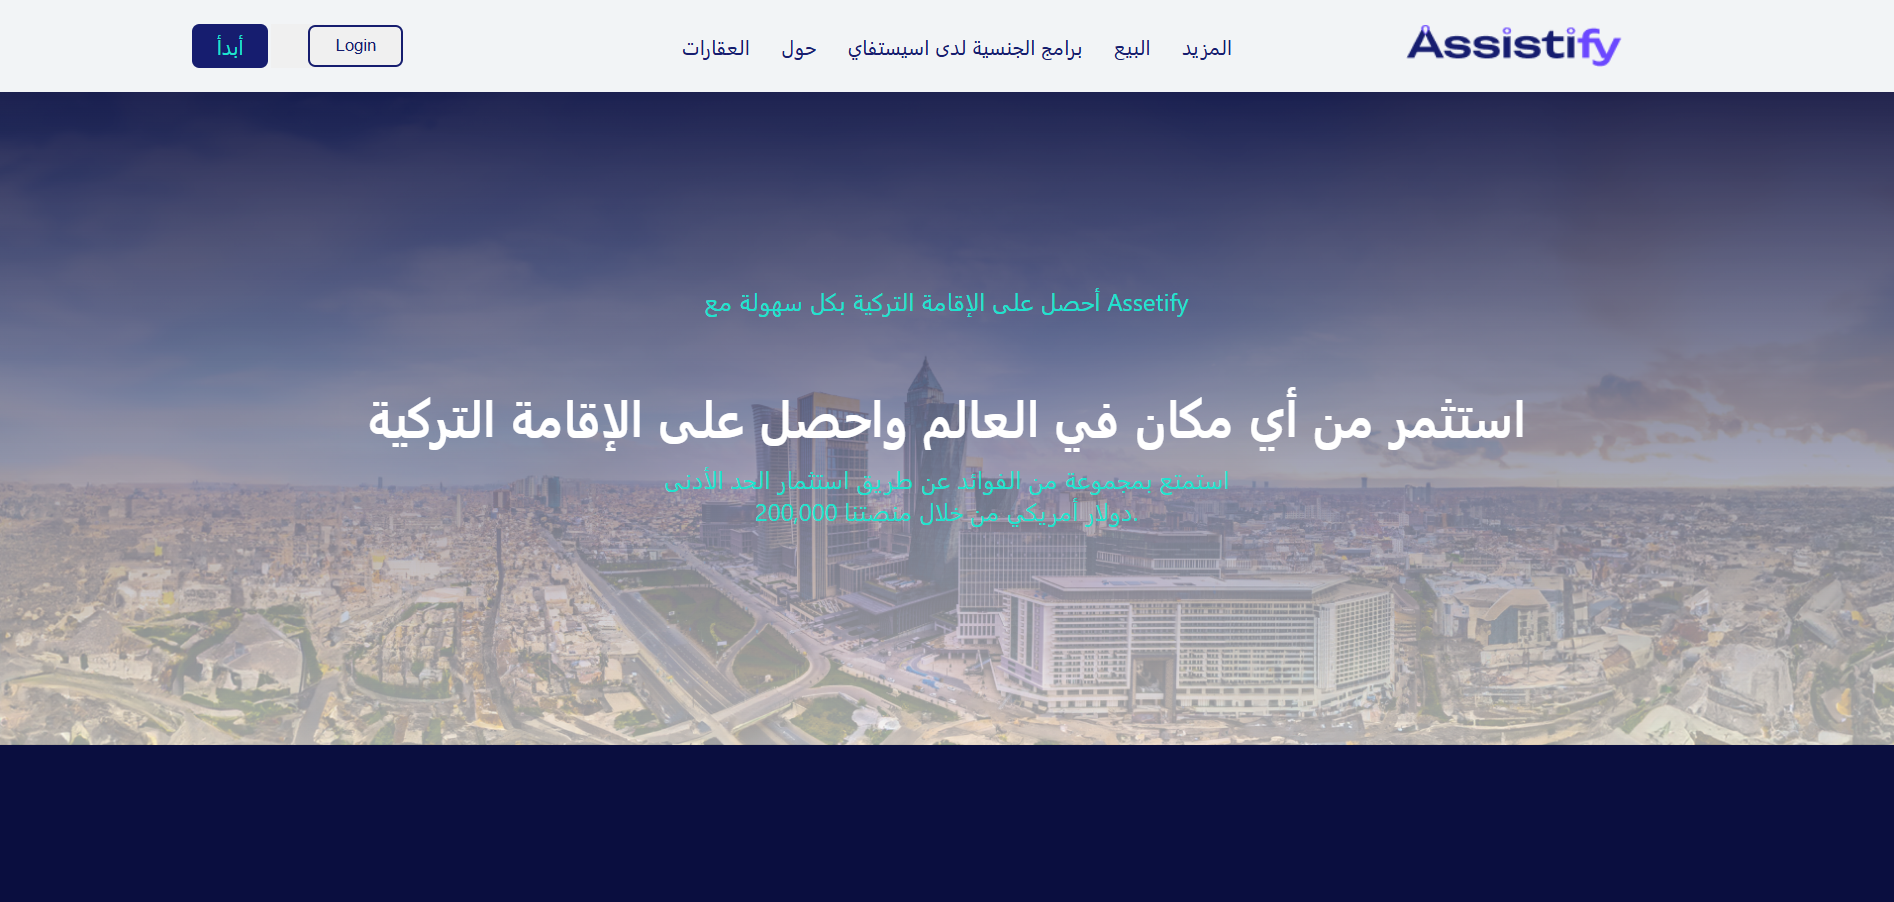 Assistify
المزيد
البيع
برامج الجنسية لدى اسيستفاي
حول
العقارات
Login
أبدأ
أحصل على الإقامة التركية بكل سهولة مع Assetify
استثمر من أي مكان في العالم واحصل على الإقامة التركية
استمتع بمجموعة من الفوائد عن طريق استثمار الحد الأدنى
200,000 دولار أمريكي من خلال منصتنا.